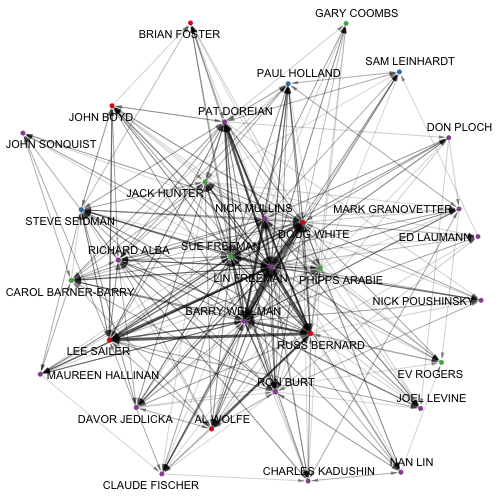 GARY COOMBS
BRIAN FOSTER
SAM LEINHARDT
PAUL HOLLAND
PAT DOREIAN
JOHN BOYD
DON PLOCH
JOHN SONQUIST
JACK HUNTER
NICK MULLINS
MARK GRANOVETTER
STEVE SEIDMAN
DOUG WHITE
ED LAUMANN
SUE FREEMAN
RICHARD ALBA
LIN FREEMAN
PHIPPS ARABIE
CAROL BARNER-BARRY
NICK POUSHINSKY
BARRY WELLMAN
RUSS BERNARD
LEE SAILER
MAUREEN HALLINAN
EV ROGERS
RON BURT
JOEL LEVINE
DAVOR JEDLICKA
AL WOLFE
NAN LIN
CHARLES KADUSHIN
CLAUDE FISCHER